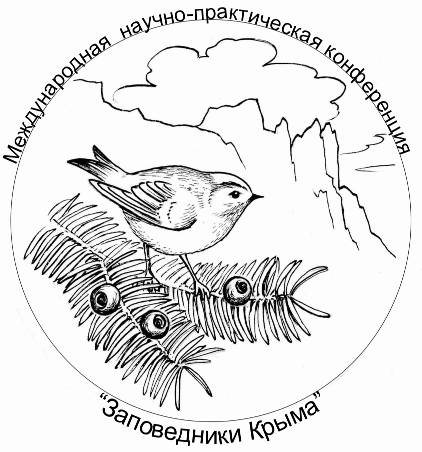 Международная научно-практическая конференция
"Заповедники Крыма"